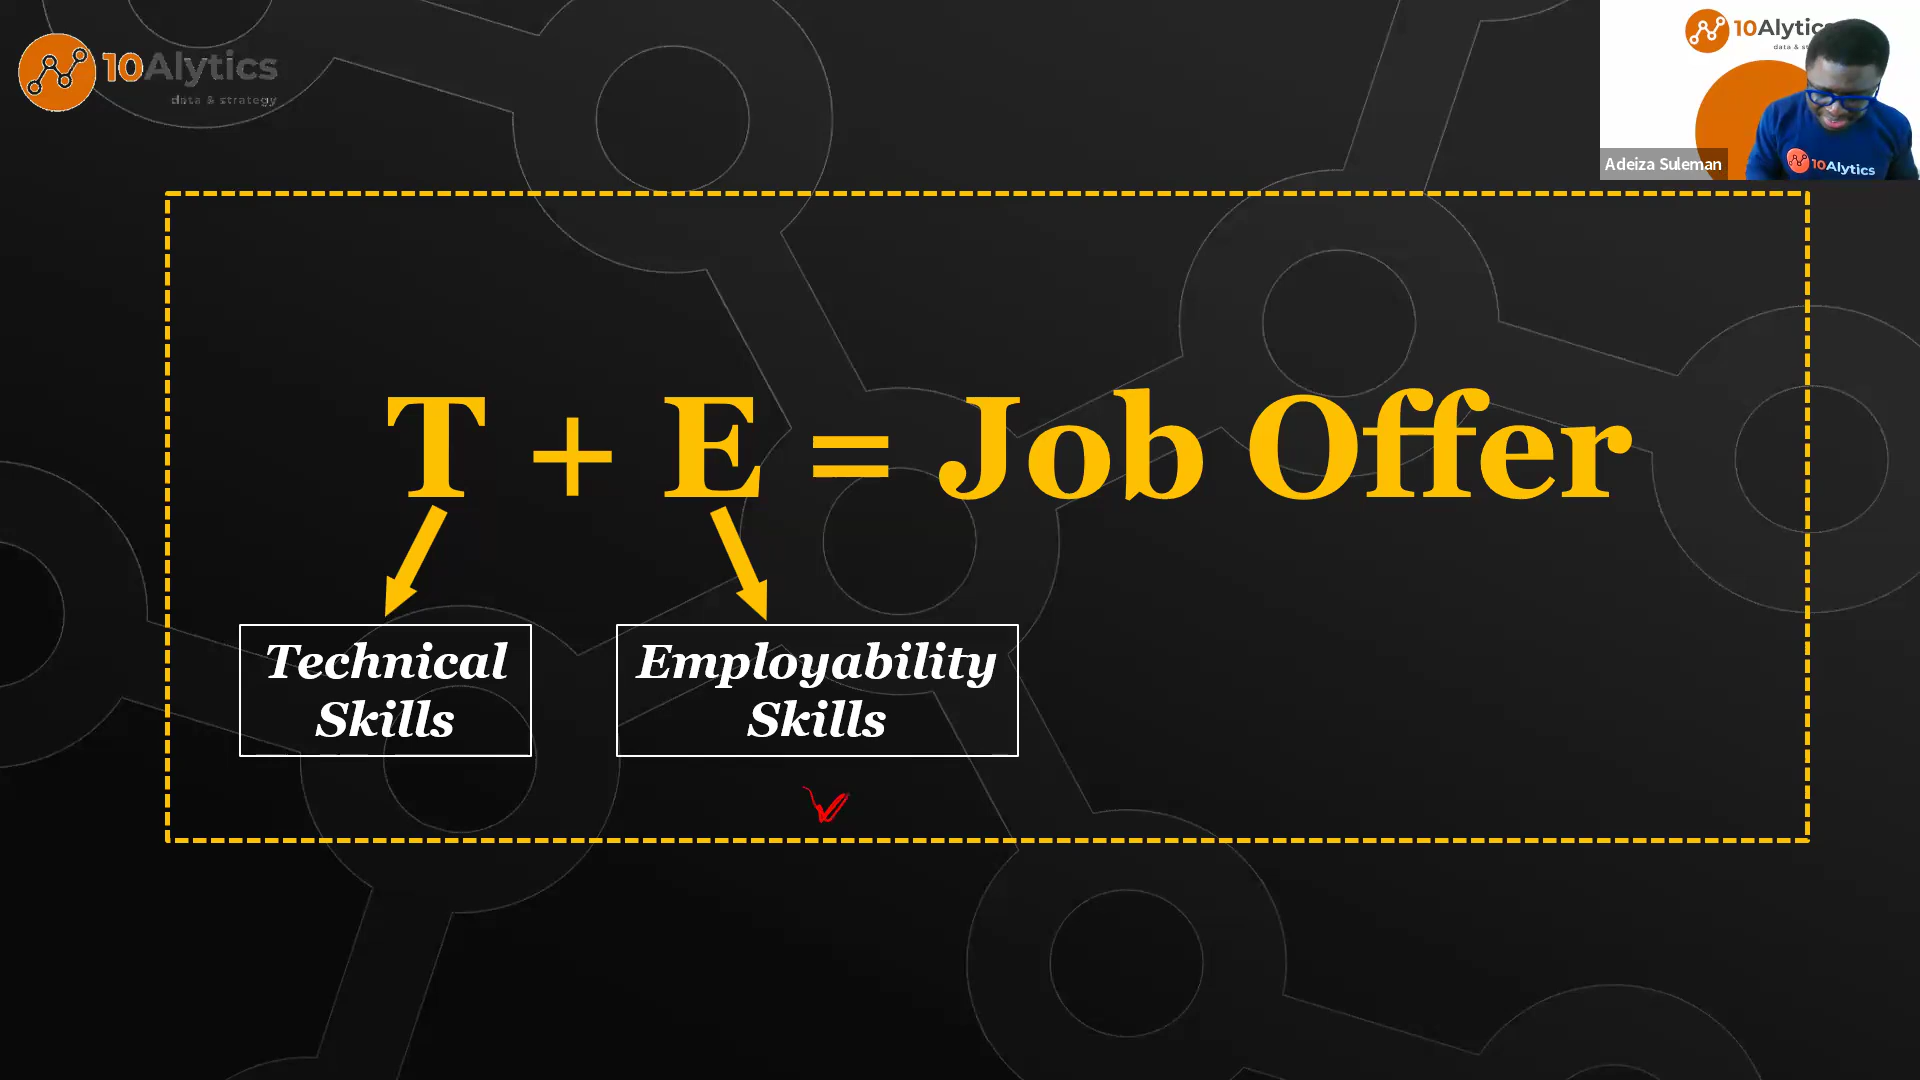 10Alytics
data & strategy
10Alytics
Adeiza Suleman
10Alytics
T + E = Job Offer
Technical
Skills
Employability
Skills